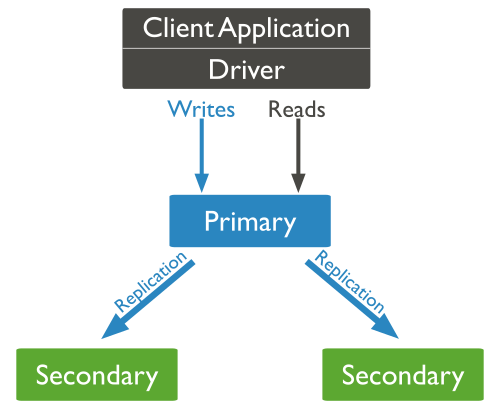 Client Application
Driver
Writes Reads
Primary
Replication Replication
Secondary Secondary